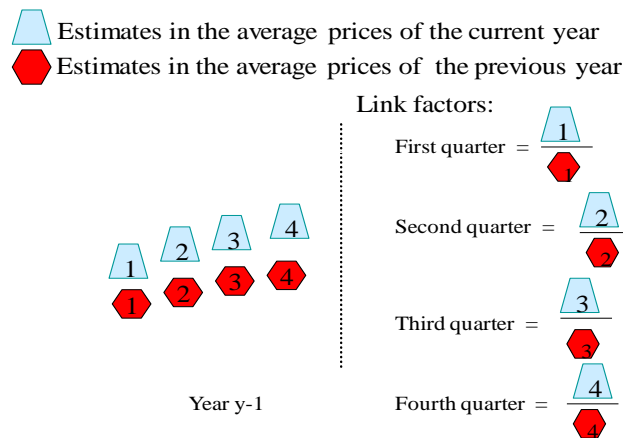 Estimates in the average prices of the current year
Estimates in the average prices of the previous year
Link factors:
First quarter = 1
1
Second quarter = 2
2
Third quarter = 3
3
Fourth quarter = 4
4
1 2 3 4
1 2 3 4
Year y-1